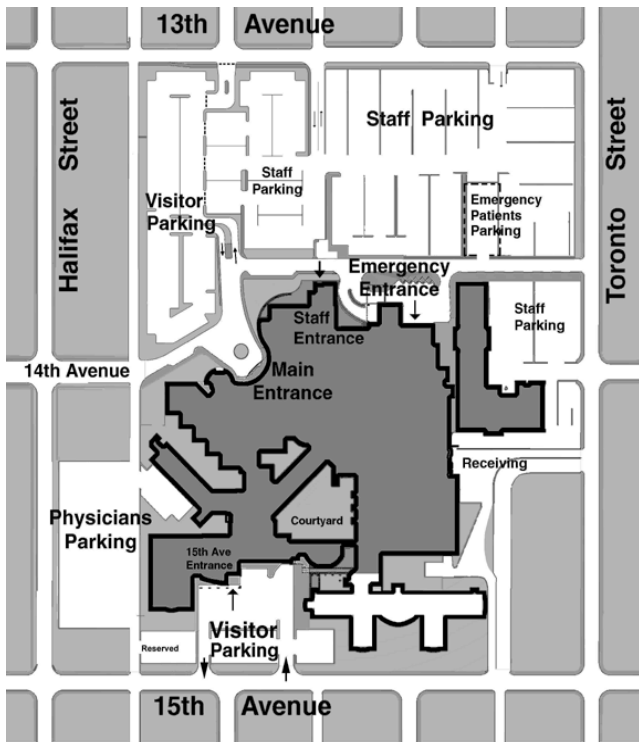 13th Avenue
Halifax Street
Toronto Street
Staff Parking
Staff
Parking
Visitor
Parking
Emergency
Patients
Parking
Emergency
Entrance
Staff
Entrance
Staff
Parking
Main
Entrance
14th Avenue
Receiving
Physicians
Parking
Courtyard
15th Ave
Entrance
Visitor
Parking
Reserved
15th Avenue